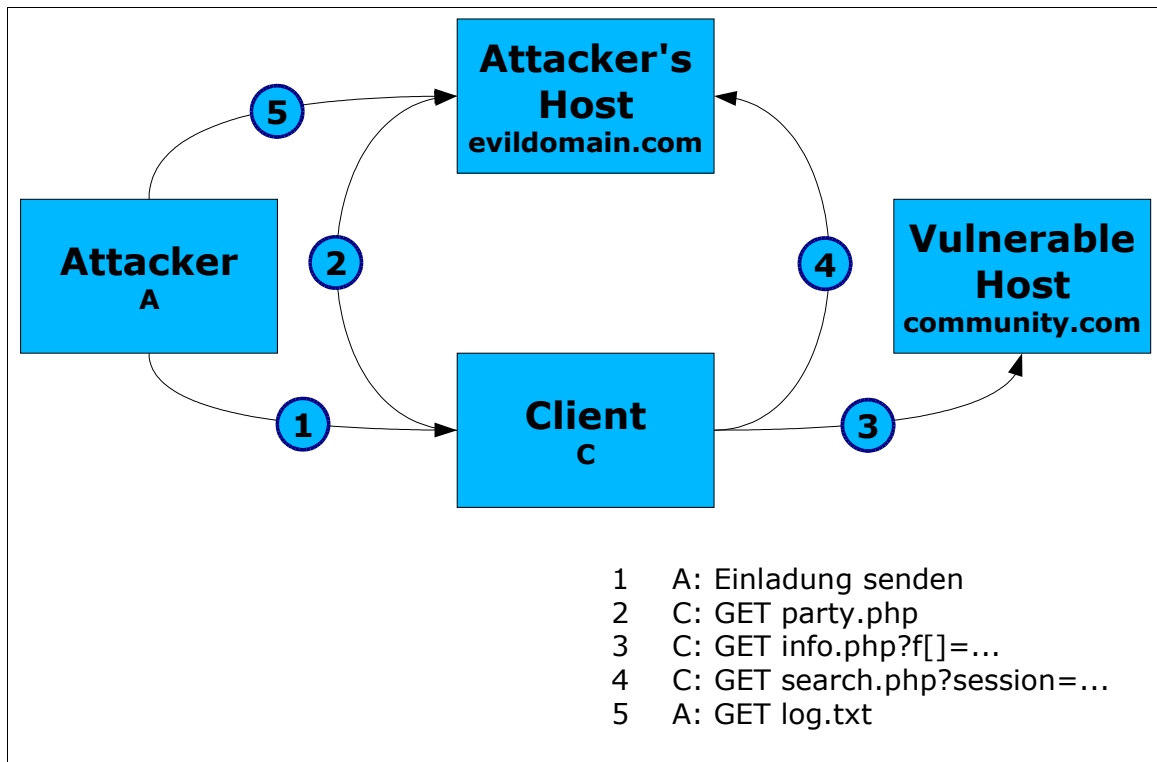 Attacker's
Host
evildomain.com
5
Attacker
A
2
4
Vulnerable
Host
community.com
1
Client
C
3
1 A: Einladung senden
2 C: GET party.php
3 C: GET info.php?f[]=...
4 C: GET search.php?session=...
5 A: GET log.txt